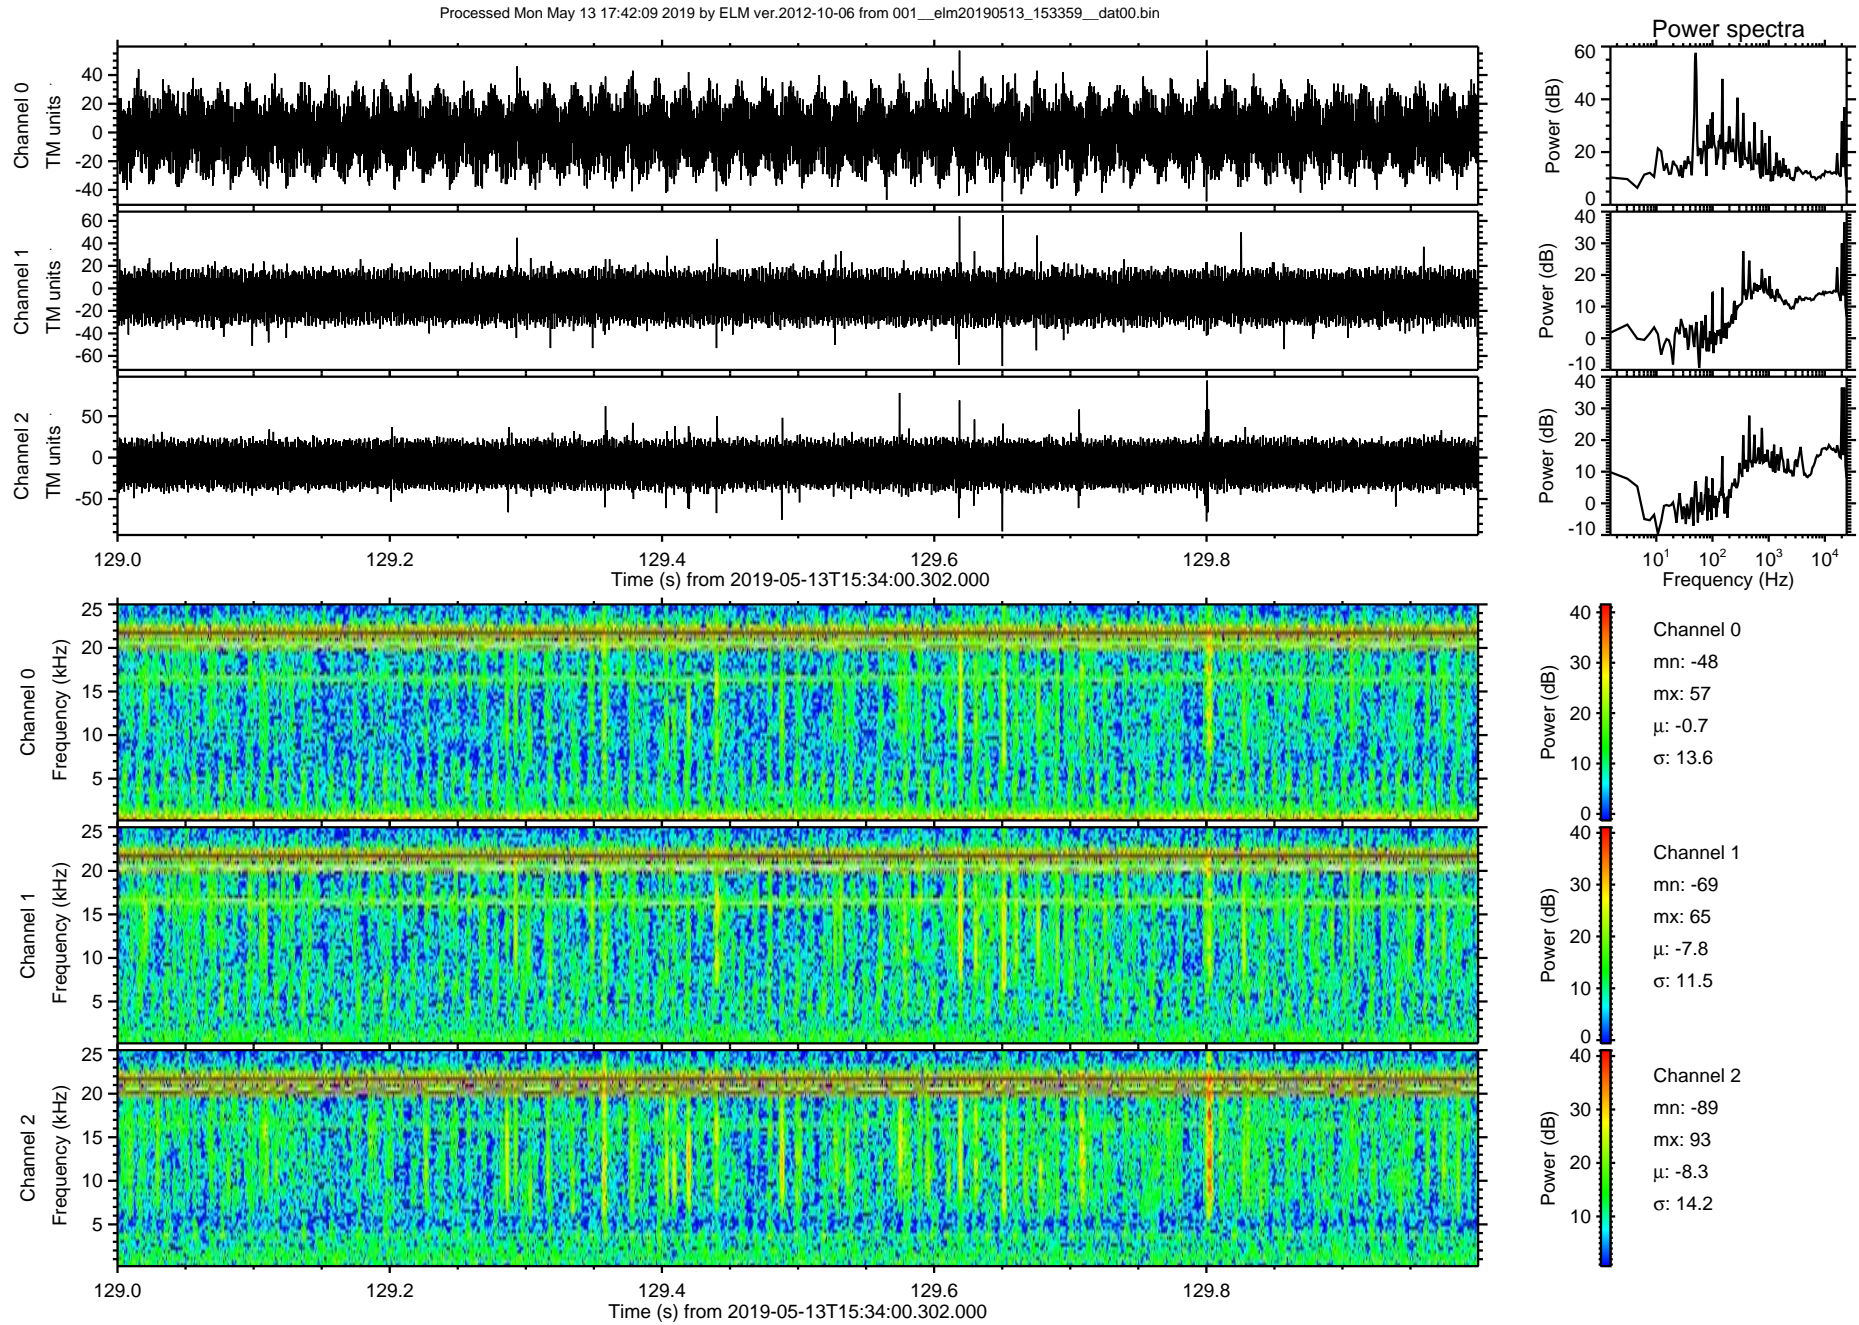 Processed Mon May 13 17:42:09 2019 by ELM ver.2012-10-06 from 001__elm20190513_153359__dat00.bin
Power spectra
Channel 0
TM units
40
20
0
-20
-40
Power (dB)
60
40
20
0
Channel 1
TM units
60
40
20
0
-20
-40
-60
Power (dB)
40
30
20
10
0
-10
Channel 2
TM units
50
0
-50
Power (dB)
40
30
20
10
0
-10
129.0 129.2 129.4 129.6 129.8
Time (s) from 2019-05-13T15:34:00.302.000
10¹ 10² 10³ 10⁴
Frequency (Hz)
Channel 0
Frequency (kHz)
25
20
15
10
5
Power (dB)
40
30
20
10
0
Channel 0
mn: -48
mx: 57
μ: -0.7
σ: 13.6
Channel 1
Frequency (kHz)
25
20
15
10
5
Power (dB)
40
30
20
10
0
Channel 1
mn: -69
mx: 65
μ: -7.8
σ: 11.5
Channel 2
Frequency (kHz)
25
20
15
10
5
Power (dB)
40
30
20
10
Channel 2
mn: -89
mx: 93
μ: -8.3
σ: 14.2
129.0 129.2 129.4 129.6 129.8
Time (s) from 2019-05-13T15:34:00.302.000